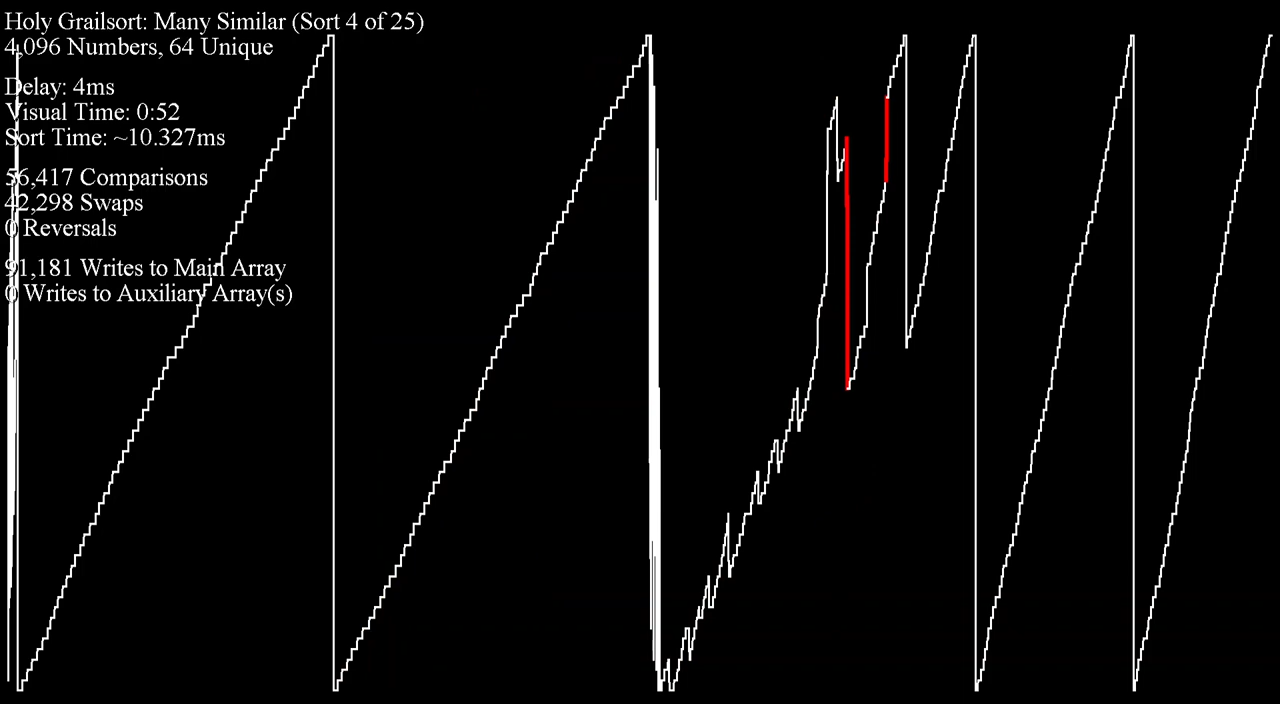 Holy Grailsort: Many Similar (Sort 4 of 25)
4,096 Numbers, 64 Unique
Delay: 4ms
Visual Time: 0:52
Sort Time: ~10.327ms
56,417 Comparisons
42,298 Swaps
0 Reversals
91,181 Writes to Main Array
0 Writes to Auxiliary Array(s)